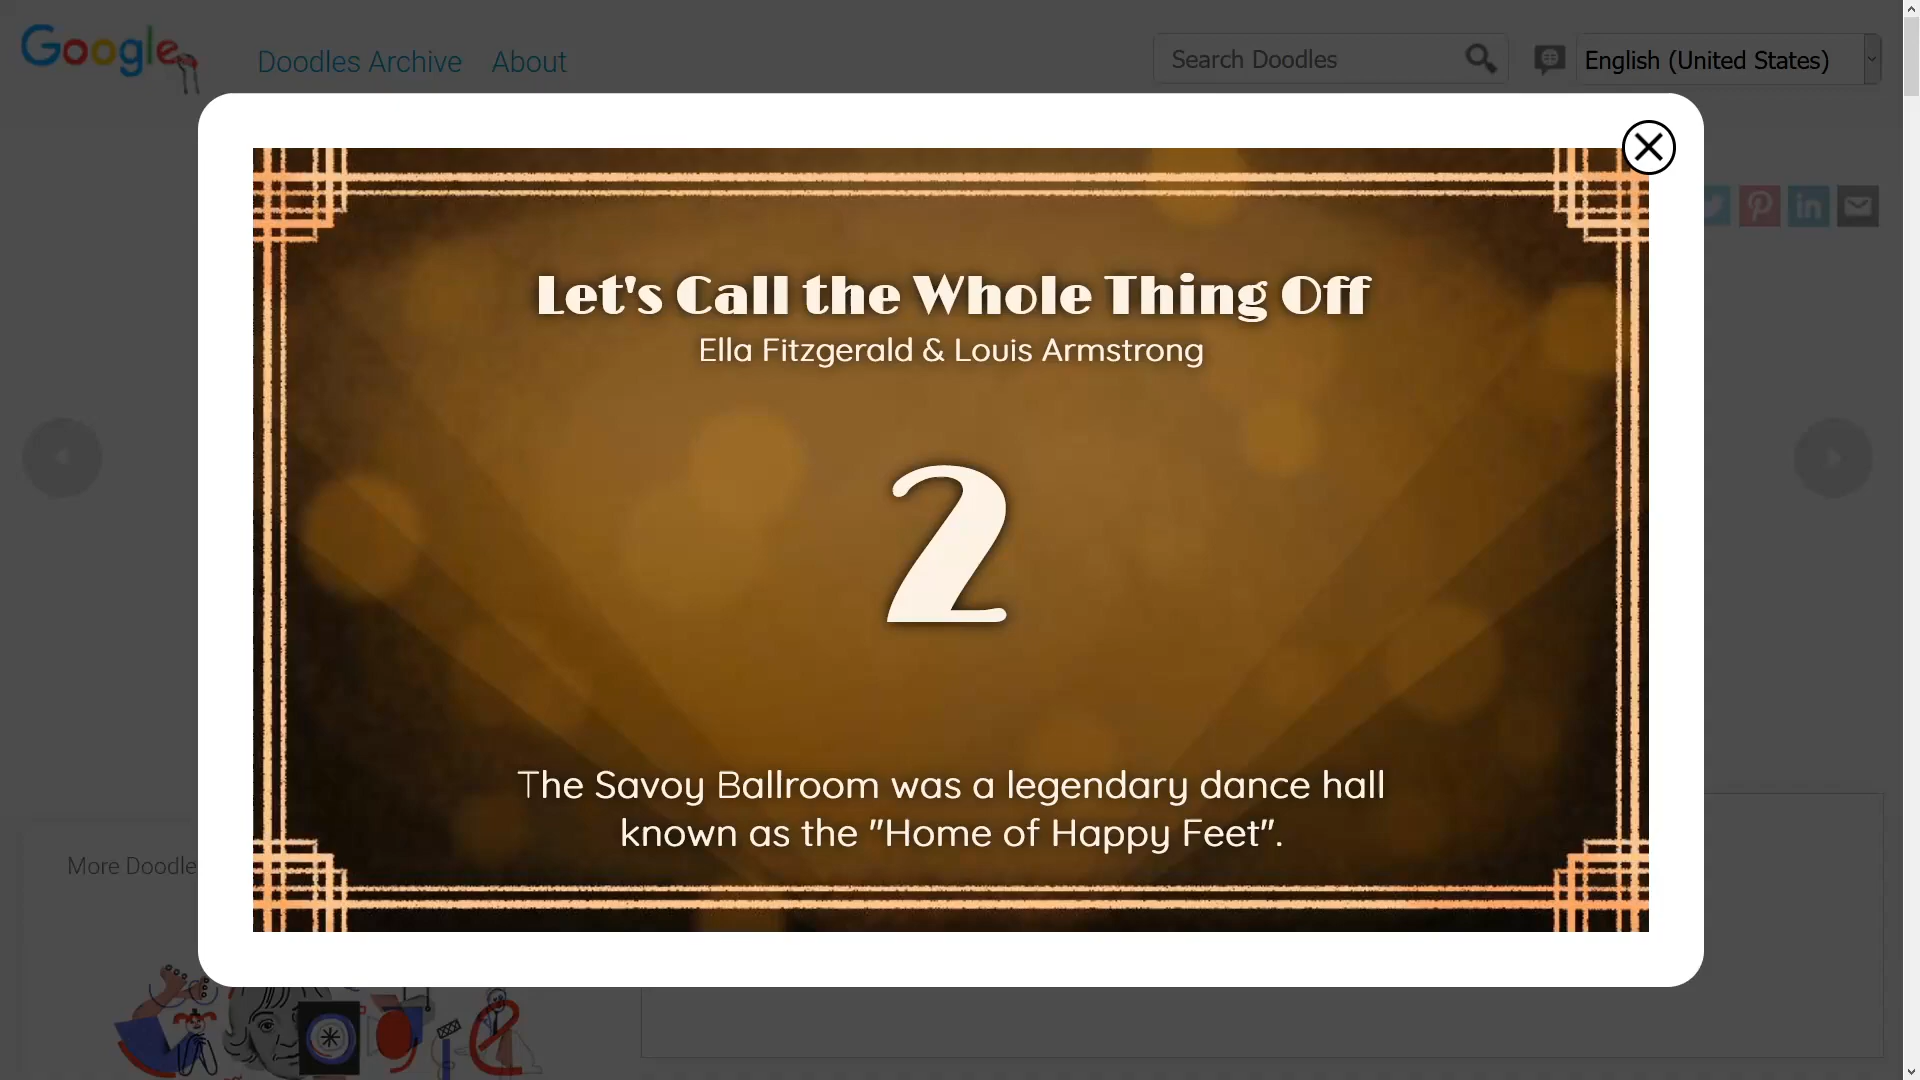 Google
Doodles Archive About
Search Doodles
English (United States)
Let's Call the Whole Thing Off
Ella Fitzgerald & Louis Armstrong
2
The Savoy Ballroom was a legendary dance hall
known as the "Home of Happy Feet".
More Doodle